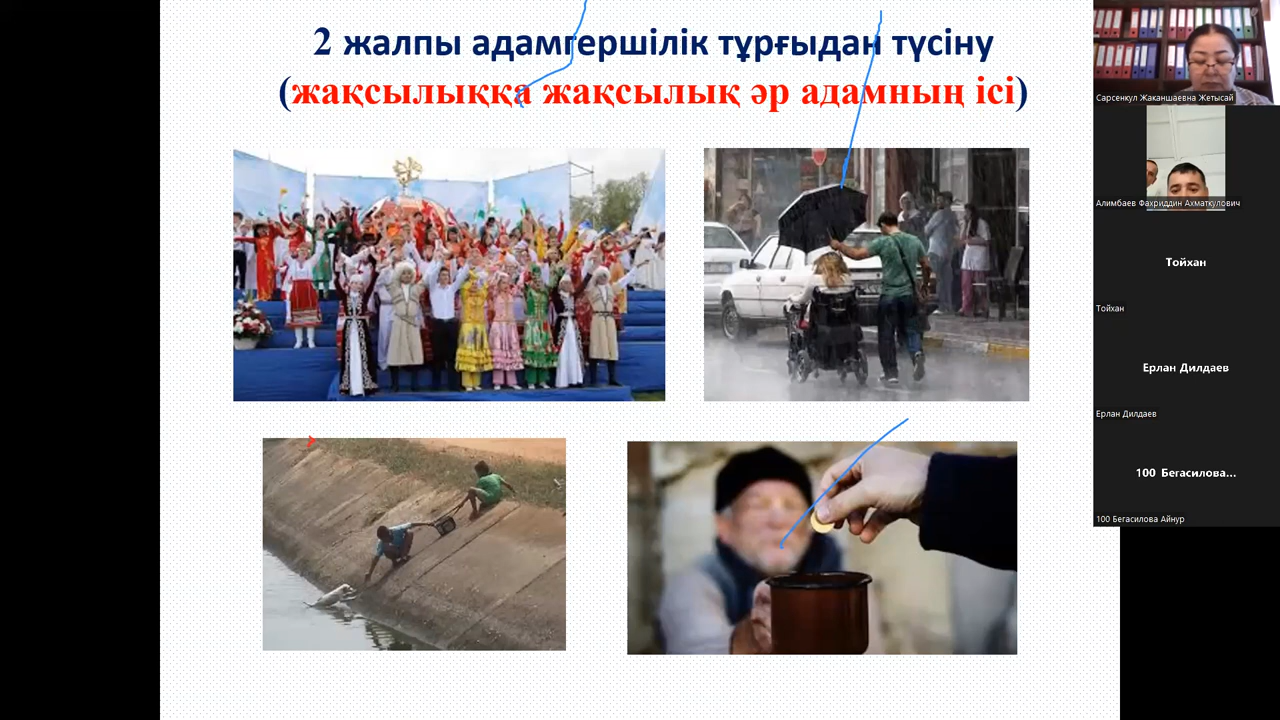 2 жалпы адамгершілік тұрғыдан түсіну
(жақсылыққа жақсылық әр адамның ісі)
Сарсенкул Жаканшаевна Жетысай
Алимбаев Фахриддин Ахматкулович
Тойхан
Тойхан
Ерлан Дилдаев
Ерлан Дилдаев
100 Бегасилова...
100 Бегасилова Айнур